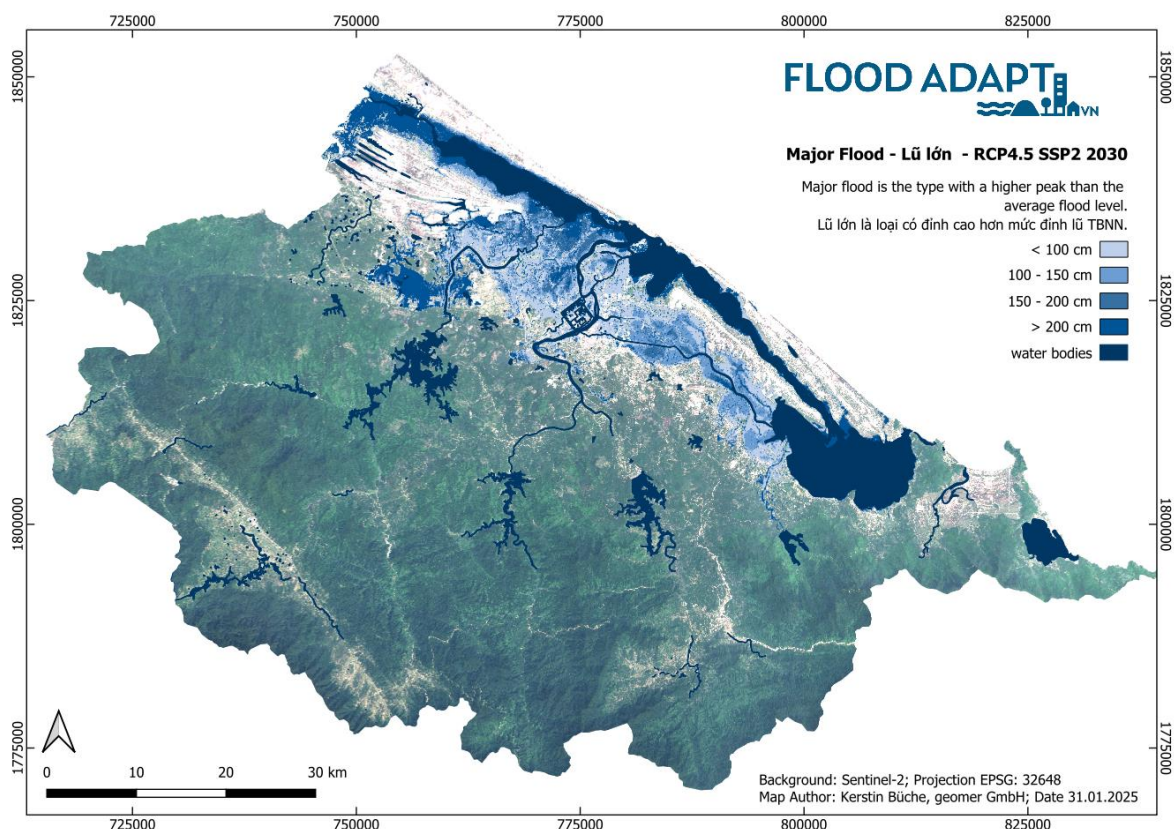 725000 750000 775000 800000 825000
1850000 1850000
FLOOD ADAPT
VN
Major Flood - Lũ lớn - RCP4.5 SSP2 2030
Major flood is the type with a higher peak than the
average flood level.
Lũ lớn là loại có đỉnh cao hơn mức đỉnh lũ TBNN.
< 100 cm
100 - 150 cm
1825000 1825000
150 - 200 cm
> 200 cm
water bodies
1800000 1800000
1775000 1775000
0 10 20 30 km
Background: Sentinel-2; Projection EPSG: 32648
Map Author: Kerstin Büche, geomer GmbH; Date 31.01.2025
725000 750000 775000 800000 825000